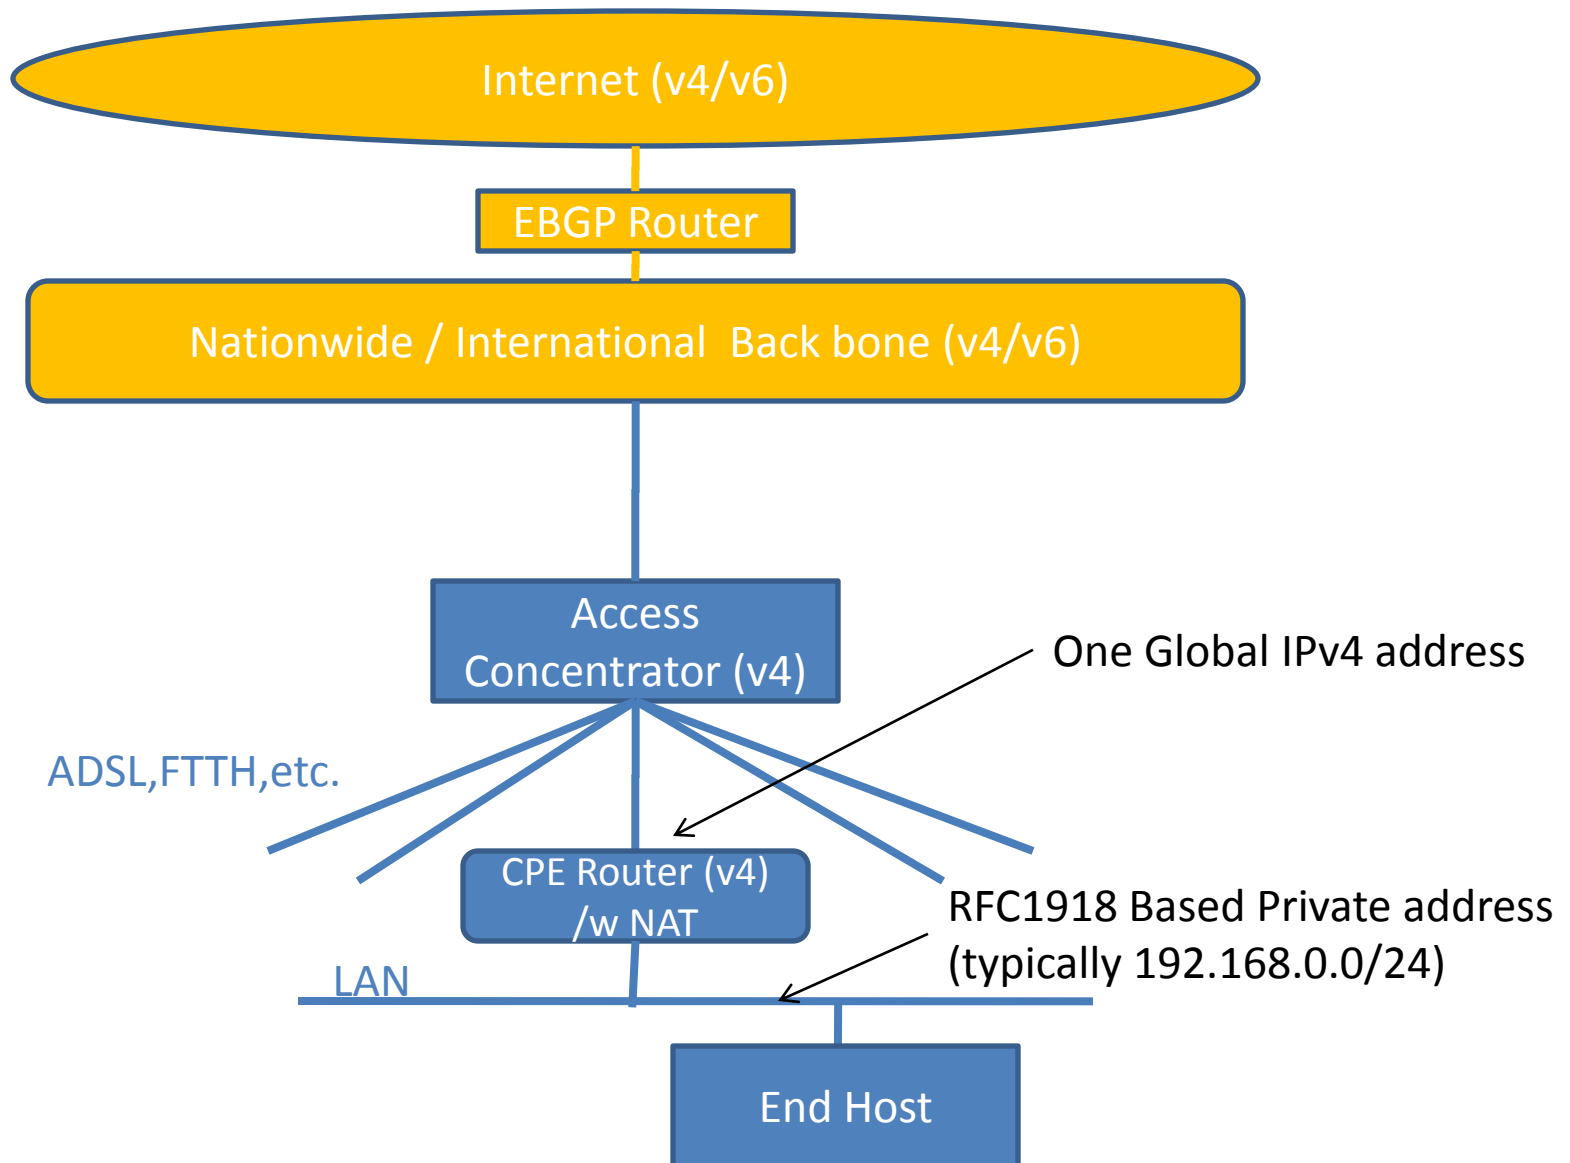 Internet (v4/v6)
EBGP Router
Nationwide / International  Back bone (v4/v6)
Access
Concentrator (v4)
One Global IPv4 address
ADSL,FTTH,etc.
CPE Router (v4)
/w NAT
RFC1918 Based Private address
(typically 192.168.0.0/24)
LAN
End Host